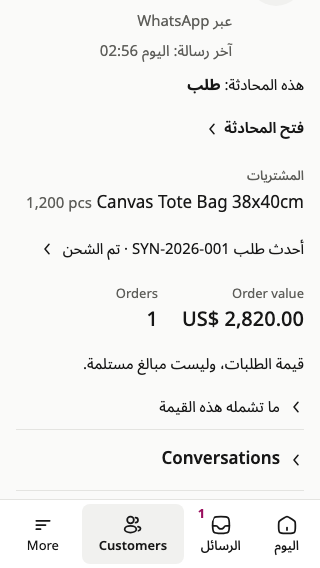 عبر WhatsApp
آخر رسالة: اليوم 02:56
هذه المحادثة: طلب
فتح المحادثة
المشتريات
1,200 pcs Canvas Tote Bag 38x40cm
أحدث طلب SYN-2026-001 · تم الشحن
Order value
US$ 2,820.00
Orders
1
قيمة الطلبات، وليست مبالغ مستلمة.
ما تشمله هذه القيمة
Conversations
اليوم
1
الرسائل
Customers
More